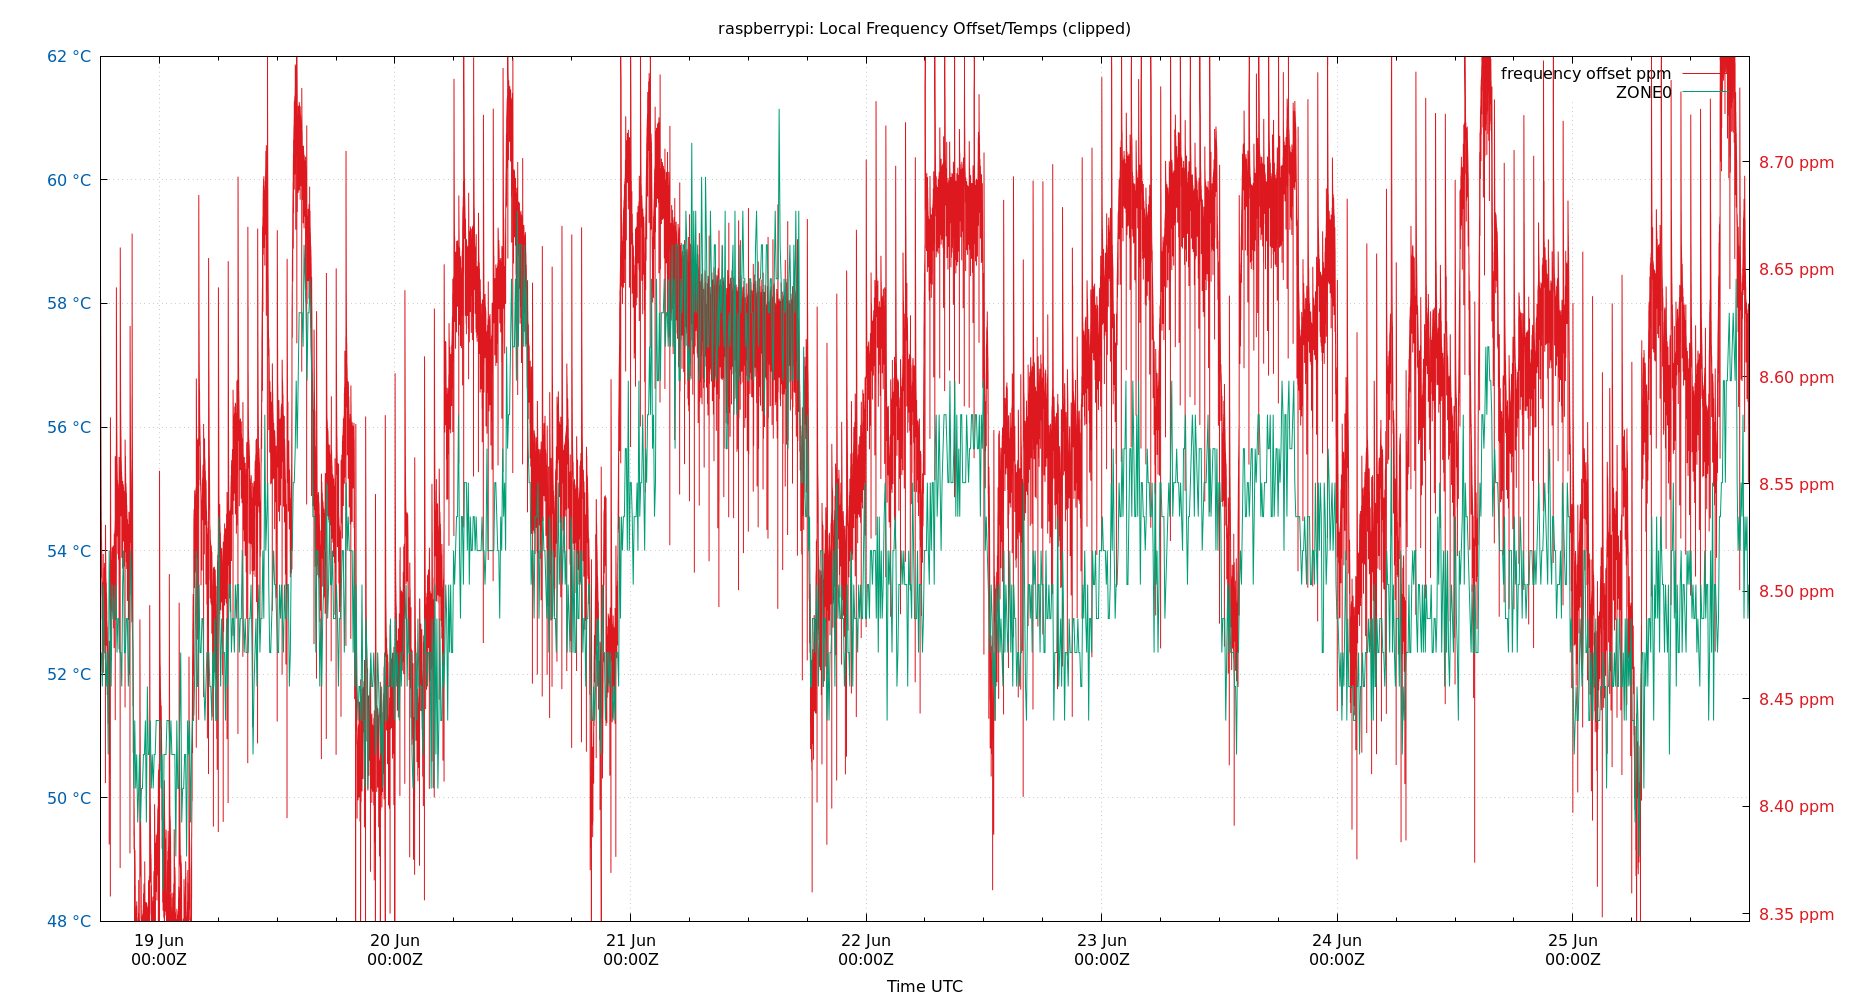 raspberrypi: Local Frequency Offset/Temps (clipped)
62 °C
60 °C
58 °C
56 °C
54 °C
52 °C
50 °C
48 °C
frequency offset ppm
ZONE0
8.70 ppm
8.65 ppm
8.60 ppm
8.55 ppm
8.50 ppm
8.45 ppm
8.40 ppm
8.35 ppm
19 Jun 20 Jun 21 Jun 22 Jun 23 Jun 24 Jun 25 Jun
00:00Z 00:00Z 00:00Z 00:00Z 00:00Z 00:00Z 00:00Z
Time UTC